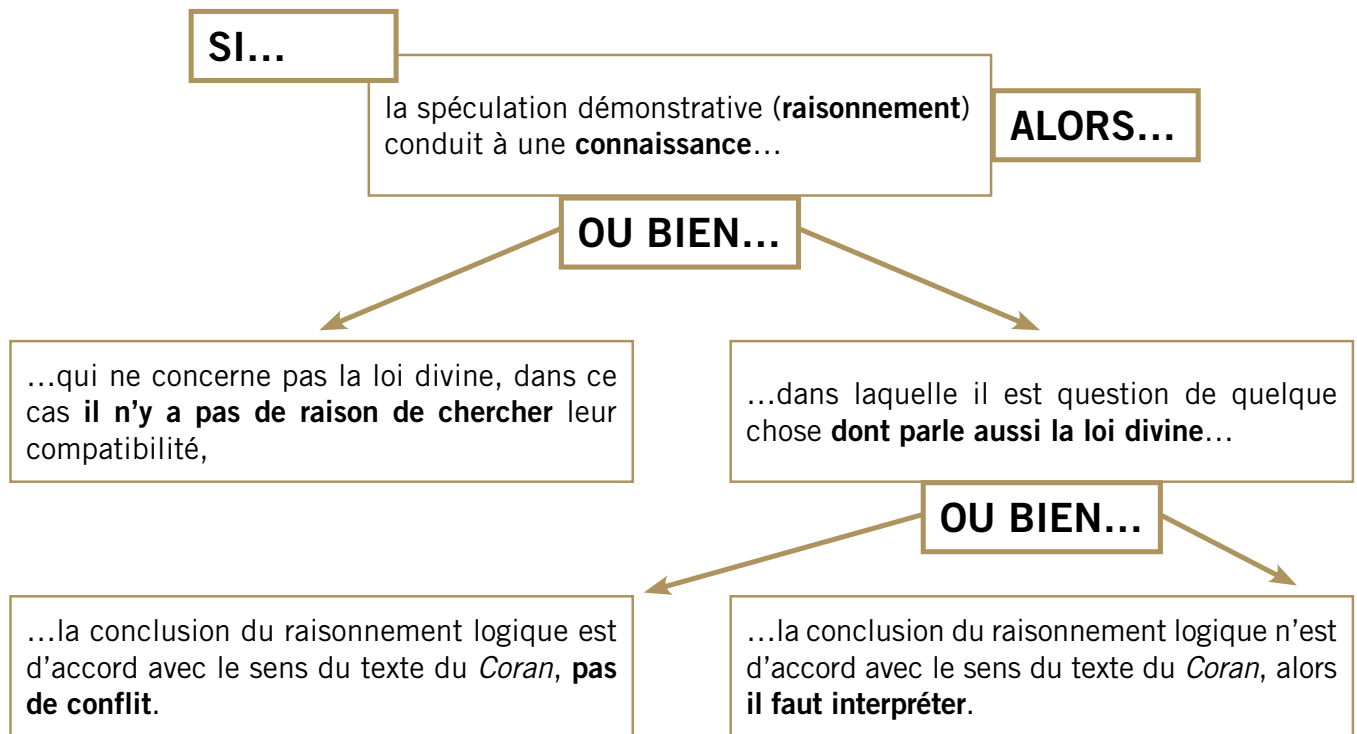 SI…
la spéculation démonstrative (raisonnement)
conduit à une connaissance…
ALORS…
OU BIEN…
…qui ne concerne pas la loi divine, dans ce
cas il n’y a pas de raison de chercher leur
compatibilité,
…dans laquelle il est question de quelque
chose dont parle aussi la loi divine…
OU BIEN…
…la conclusion du raisonnement logique est
d’accord avec le sens du texte du Coran, pas
de conflit.
…la conclusion du raisonnement logique n’est
d’accord avec le sens du texte du Coran, alors
il faut interpréter.